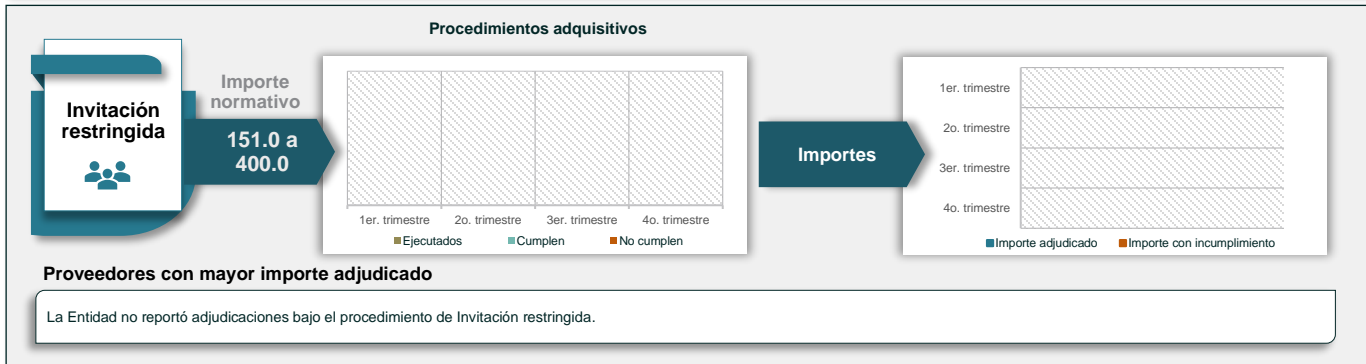 Procedimientos adquisitivos
Invitación
restringida
Importe
normativo
151.0 a
400.0
1er. trimestre
2o. trimestre
3er. trimestre
4o. trimestre
Ejecutados
Cumplen
No cumplen
Importes
1er. trimestre
2o. trimestre
3er. trimestre
4o. trimestre
Importe adjudicado
Importe con incumplimiento
Proveedores con mayor importe adjudicado
La Entidad no reportó adjudicaciones bajo el procedimiento de Invitación restringida.